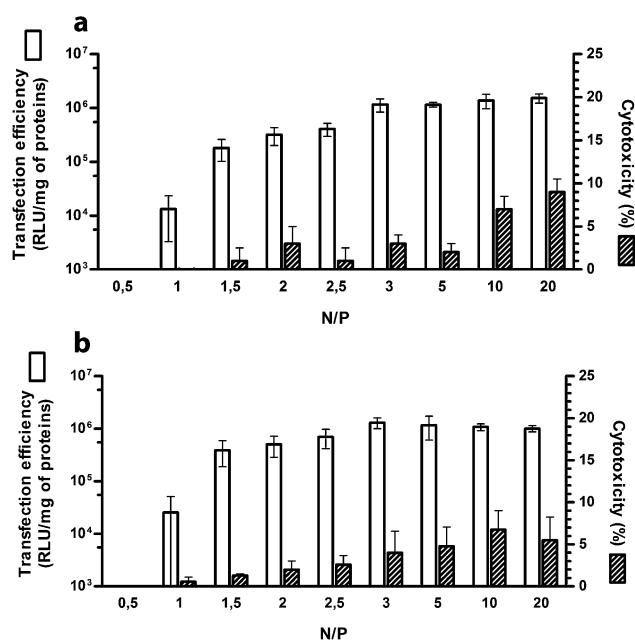 a
Transfection efficiency
(RLU/mg of proteins)
10⁷
10⁶
10⁵
10⁴
10³
25
20
15
10
5
0
Cytotoxicity (%)
0,5 1 1,5 2 2,5 3 5 10 20
N/P
b
Transfection efficiency
(RLU/mg of proteins)
10⁷
10⁶
10⁵
10⁴
10³
25
20
15
10
5
0
Cytotoxicity (%)
0,5 1 1,5 2 2,5 3 5 10 20
N/P